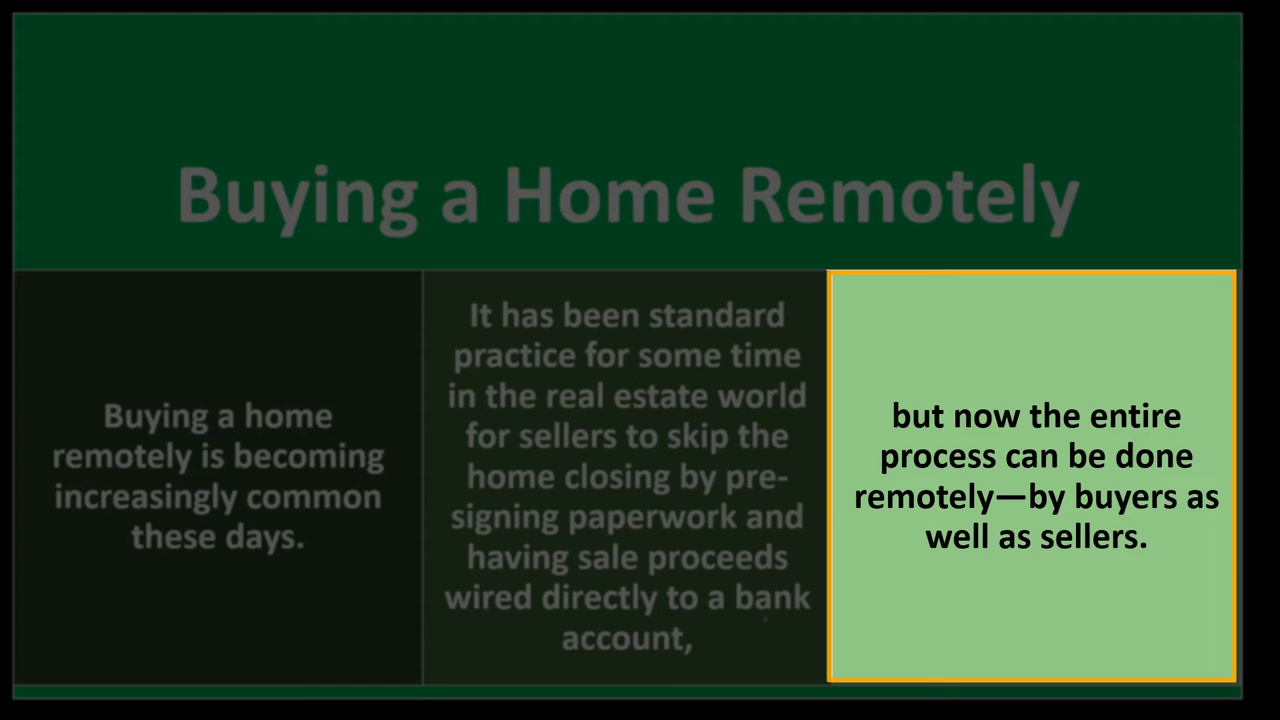 Buying a Home Remotely
Buying a home
remotely is becoming
increasingly common
these days.
It has been standard
practice for some time
in the real estate world
for sellers to skip the
home closing by pre-
signing paperwork and
having sale proceeds
wired directly to a bank
account,
but now the entire
process can be done
remotely—by buyers as
well as sellers.